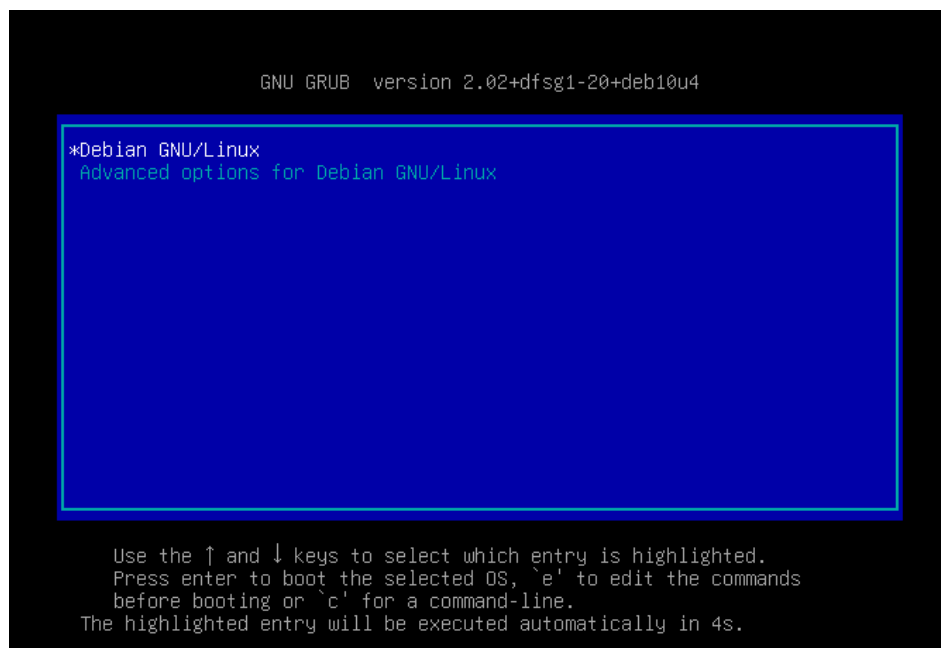 GNU GRUB  version 2.02+dfsg1-20+deb10u4
*Debian GNU/Linux
Advanced options for Debian GNU/Linux
Use the ↑ and ↓ keys to select which entry is highlighted.
Press enter to boot the selected OS, `e' to edit the commands
before booting or `c' for a command-line.
The highlighted entry will be executed automatically in 4s.